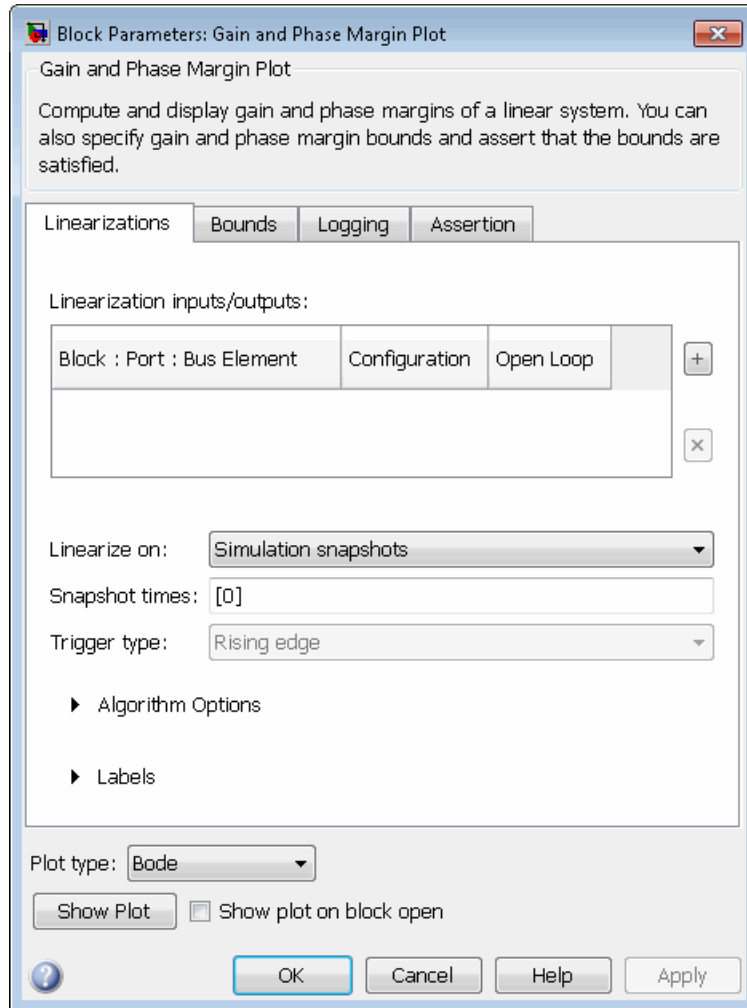 Block Parameters: Gain and Phase Margin Plot
Gain and Phase Margin Plot
Compute and display gain and phase margins of a linear system. You can
also specify gain and phase margin bounds and assert that the bounds are
satisfied.
Linearizations Bounds Logging Assertion
Linearization inputs/outputs:
Block : Port : Bus Element Configuration Open Loop
Linearize on: Simulation snapshots
Snapshot times: [0]
Trigger type: Rising edge
Algorithm Options
Labels
Plot type: Bode
Show Plot Show plot on block open
OK Cancel Help Apply